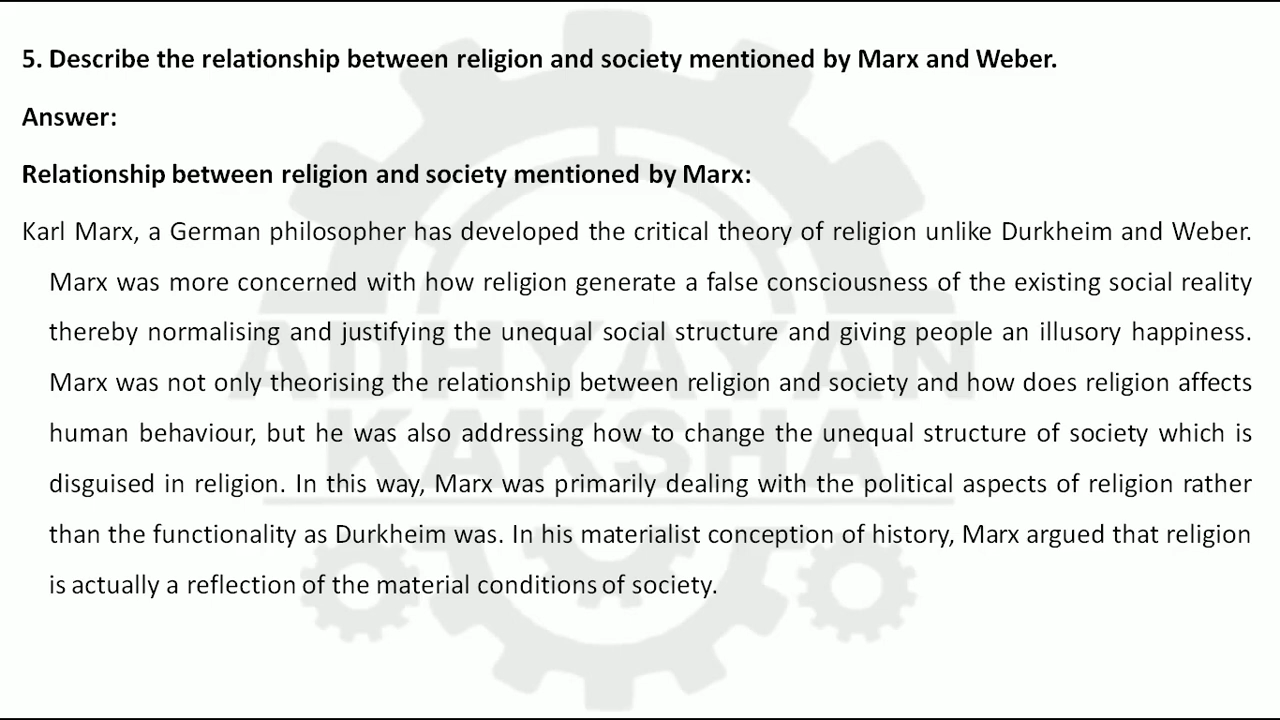 5. Describe the relationship between religion and society mentioned by Marx and Weber.
Answer:
Relationship between religion and society mentioned by Marx:
Karl Marx, a German philosopher has developed the critical theory of religion unlike Durkheim and Weber.
Marx was more concerned with how religion generate a false consciousness of the existing social reality
thereby normalising and justifying the unequal social structure and giving people an illusory happiness.
Marx was not only theorising the relationship between religion and society and how does religion affects
human behaviour, but he was also addressing how to change the unequal structure of society which is
disguised in religion. In this way, Marx was primarily dealing with the political aspects of religion rather
than the functionality as Durkheim was. In his materialist conception of history, Marx argued that religion
is actually a reflection of the material conditions of society.
ADHYAYAN
KAKSHA